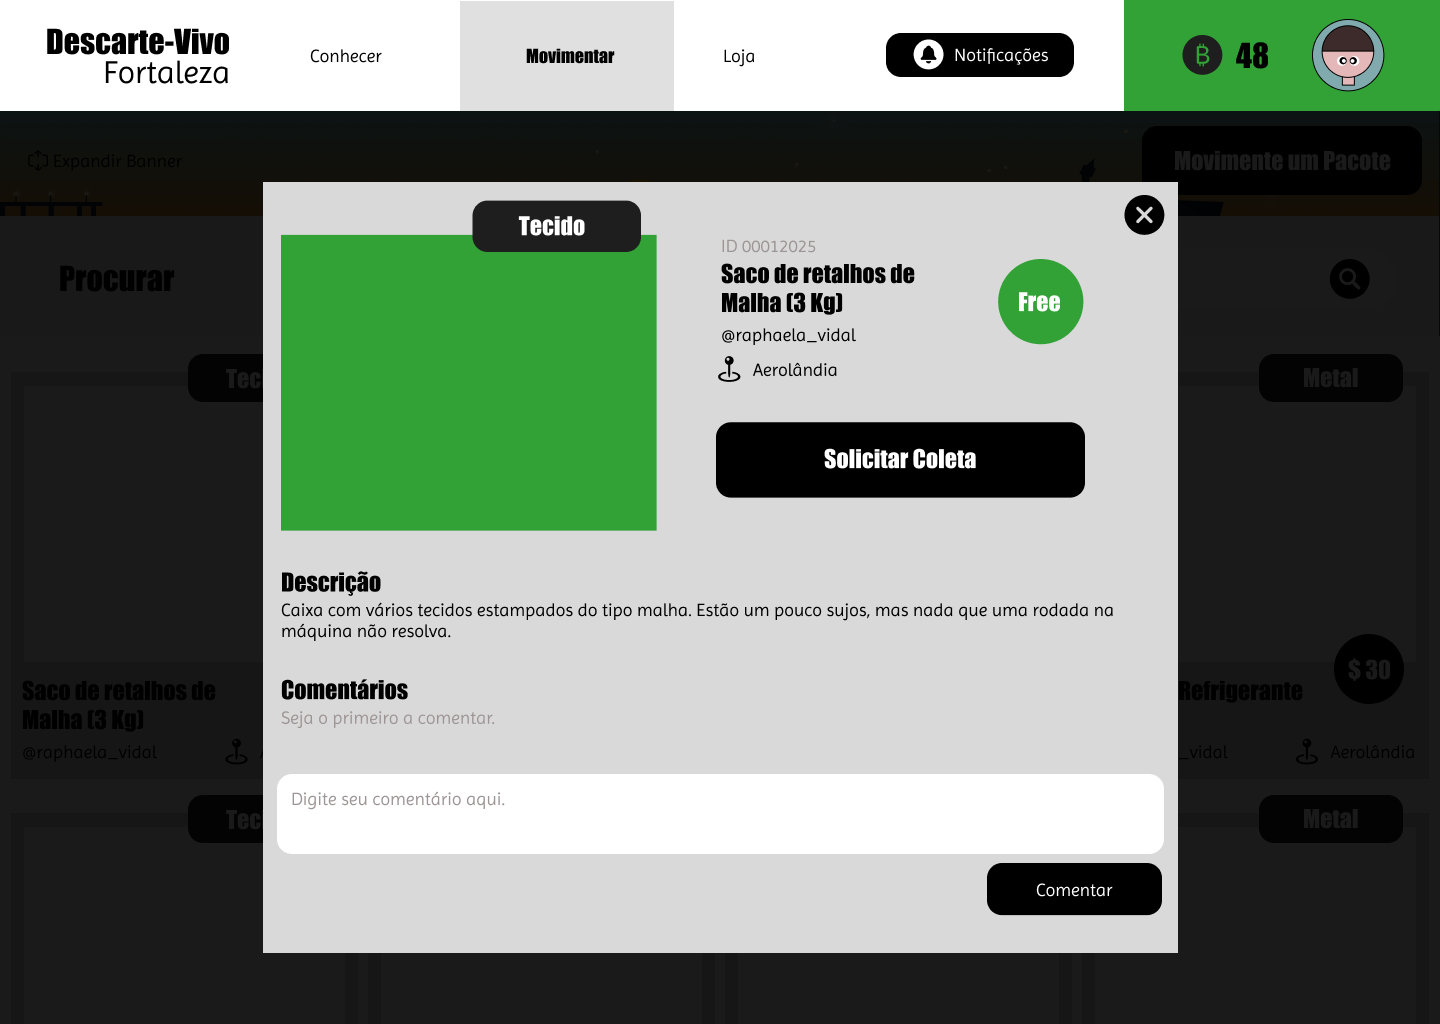 Descarte-Vivo
Fortaleza
Conhecer
Movimentar
Loja
Notificações
48
Expandir Banner
Movimente um Pacote
Procurar
Tecido
ID 00012025
Saco de retalhos de
Malha (3 Kg)
@raphaela_vidal
Aerolândia
Free
Solicitar Coleta
Descrição
Caixa com vários tecidos estampados do tipo malha. Estão um pouco sujos, mas nada que uma rodada na
máquina não resolva.
Comentários
Seja o primeiro a comentar.
Digite seu comentário aqui.
Comentar
Tec
Saco de retalhos de
Malha (3 Kg)
@raphaela_vidal
Metal
$ 30
Refrigerante
_vidal
Aerolândia
Tec
Metal